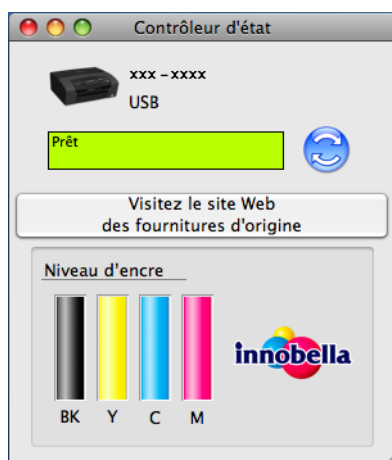 Contrôleur d'état
xxx – xxxx
USB
Prêt
Visitez le site Web
des fournitures d'origine
Niveau d'encre
innobella
BK Y C M